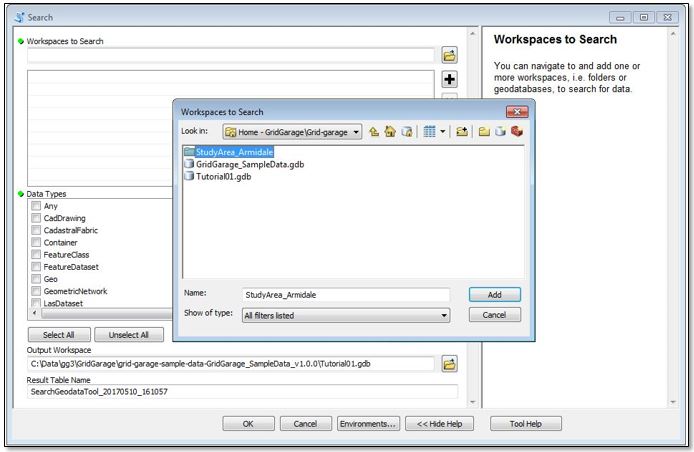 Search
Workspaces to Search
Data Types
Any
CadDrawing
CadastralFabric
Container
FeatureClass
FeatureDataset
Geo
GeometricNetwork
LasDataset
Select All
Unselect All
Output Workspace
C:\Data\gg3\GridGarage\grid-garage-sample-data-GridGarage_SampleData_v1.0.0\Tutorial01.gdb
Result Table Name
SearchGeodataTool_20170510_161057
Workspaces to Search
Look in:
Home - GridGarage\Grid-garage
StudyArea_Armidale
GridGarage_SampleData.gdb
Tutorial01.gdb
Name:
StudyArea_Armidale
Add
Show of type:
All filters listed
Cancel
Workspaces to Search
You can navigate to and add one or
more workspaces, i.e. folders or
geodatabases, to search for data.
OK
Cancel
Environments...
<< Hide Help
Tool Help